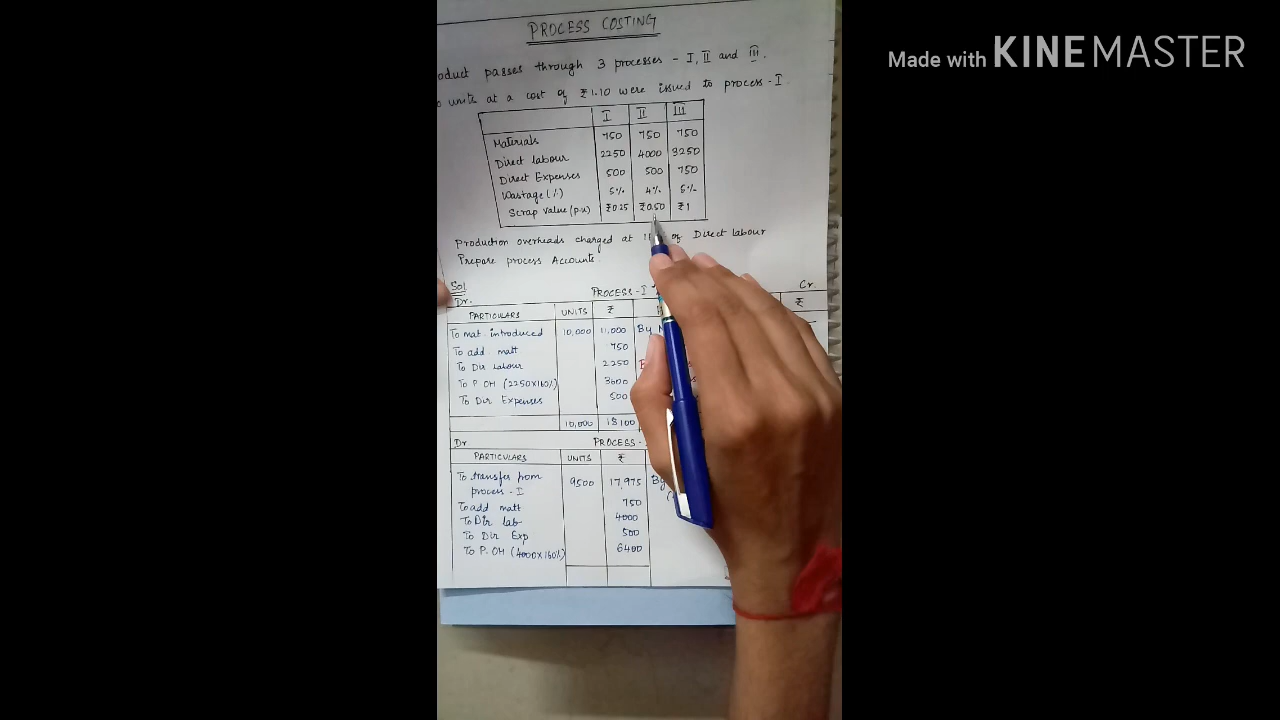 Made with KINEMASTER
PROCESS COSTING
oduct passes through 3 processes - I, II and III.
units at a cost of ₹1.10 were issued to process - I
I II III
Materials 750 750 750
Direct labour 2250 4000 3250
Direct Expenses 500 500 750
Wastage (%) 5% 4% 5%
Scrap Value (p.u) ₹0.25 ₹0.50 ₹1
Production overheads charged at of Direct labour
Prepare process Accounts.
Sol
Dr. PROCESS - I Cr.
PARTICULARS UNITS ₹ ₹
To mat introduced 10,000 11,000 By
To add matt 750
To Dir Labour 2250
To P OH (2250x160%) 3600
To Dir Expenses 500
10,000 18100
Dr PROCESS -
PARTICULARS UNITS ₹
To transfer from 9500 17,975
process - I
To add matt 750
To Dir lab 4000
To Dir Exp 500
To P. OH (4000x160%) 6400